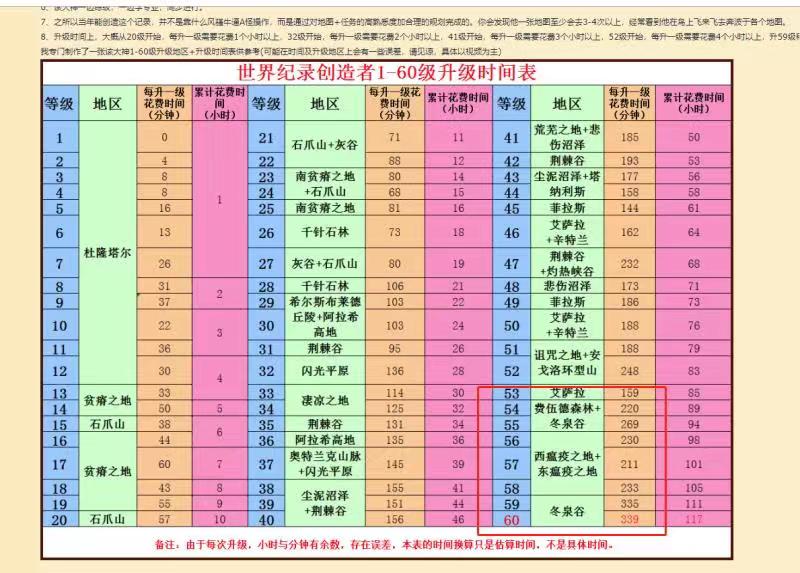 7、之所以当年能创造这个记录，并不是靠什么风骚牛逼A怪操作，而是通过对地图+任务的高熟悉度加合理的规划完成的。你会发现他一张地图至少会去3-4次以上，经常看到他在岛上飞来飞去奔波于各个地图。
8、升级时间上，大概从20级开始，每升一级需要花费1个小时以上，32级开始，每升一级需要花费2个小时以上，41级开始，每升一级需要花费3个小时以上，52级开始，每升一级需要花费4个小时以上，升59级
我专门制作了一张该大神1-60级升级地区+升级时间表供参考(可能在时间及升级地区上会有一些误差，请见谅，具体以视频为主)
世界纪录创造者1-60级升级时间表
等级 地区 每升一级花费时间（分钟） 累计花费时间（小时） 等级 地区 每升一级花费时间（分钟） 累计花费时间（小时） 等级 地区 每升一级花费时间（分钟） 累计花费时间（小时）
1 杜隆塔尔 0 1 21 石爪山+灰谷 71 11 41 荒芜之地+悲伤沼泽 185 50
2 4 22 88 12 42 荆棘谷 193 53
3 8 23 南贫瘠之地+石爪山 80 14 43 尘泥沼泽+塔纳利斯 177 56
4 8 24 68 15 44 158 58
5 16 25 南贫瘠之地 81 16 45 菲拉斯 144 61
6 13 26 千针石林 73 18 46 艾萨拉+辛特兰 162 64
7 26 27 灰谷+石爪山 80 19 47 荆棘谷+灼热峡谷 232 68
8 31 2 28 千针石林 106 21 48 悲伤沼泽 173 71
9 37 29 希尔斯布莱德丘陵+阿拉希高地 103 22 49 菲拉斯 186 73
10 22 3 30 103 24 50 艾萨拉+辛特兰 188 76
11 36 31 荆棘谷 95 26 51 诅咒之地+安戈洛环型山 188 79
12 30 4 32 闪光平原 136 28 52 248 83
13 贫瘠之地 33 33 凄凉之地 114 30 53 艾萨拉 159 85
14 50 5 34 125 32 54 费伍德森林+冬泉谷 220 89
15 石爪山 38 6 35 荆棘谷 131 34 55 269 94
16 贫瘠之地 44 36 阿拉希高地 135 36 56 西瘟疫之地+东瘟疫之地 230 98
17 60 7 37 奥特兰克山脉+闪光平原 145 39 57 211 101
18 43 8 38 尘泥沼泽+荆棘谷 155 41 58 233 105
19 55 9 39 151 44 59 冬泉谷 335 111
20 石爪山 57 10 40 156 46 60 339 117
备注：由于每次升级，小时与分钟有余数，存在误差，本表的时间换算只是估算时间，不是具体时间。